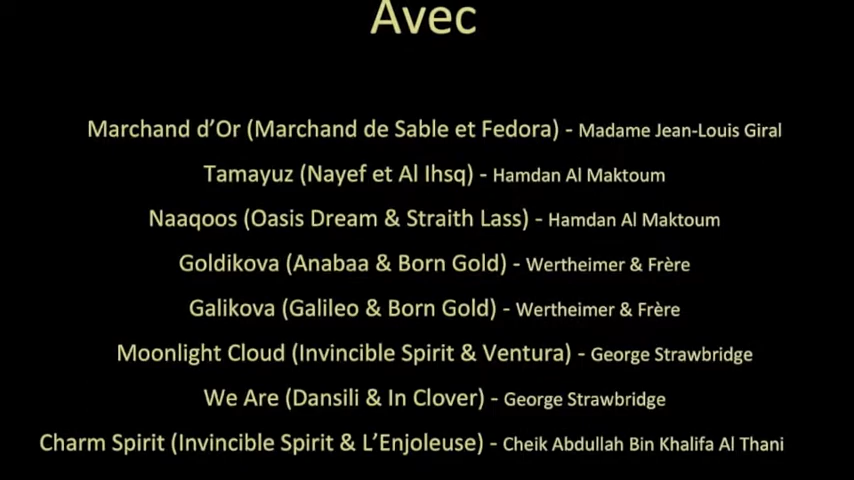 Avec
Marchand d’Or (Marchand de Sable et Fedora) - Madame Jean-Louis Giral
Tamayuz (Nayef et Al Ihsq) - Hamdan Al Maktoum
Naaqoos (Oasis Dream & Straith Lass) - Hamdan Al Maktoum
Goldikova (Anabaa & Born Gold) - Wertheimer & Frère
Galikova (Galileo & Born Gold) - Wertheimer & Frère
Moonlight Cloud (Invincible Spirit & Ventura) - George Strawbridge
We Are (Dansili & In Clover) - George Strawbridge
Charm Spirit (Invincible Spirit & L’Enjoleuse) - Cheik Abdullah Bin Khalifa Al Thani